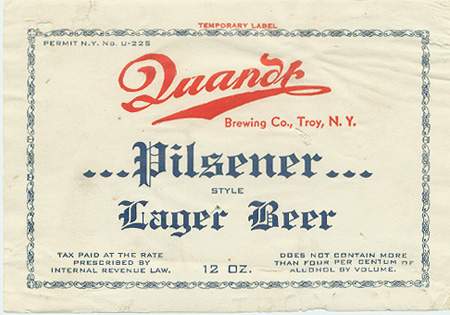 TEMPORARY LABEL
PERMIT N.Y. No. U-225
Quandt
Brewing Co., Troy, N. Y.
...Pilsener...
STYLE
Lager Beer
TAX PAID AT THE RATE
PRESCRIBED BY
INTERNAL REVENUE LAW.
12 OZ.
DOES NOT CONTAIN MORE
THAN FOUR PER CENTUM OF
ALCOHOL BY VOLUME.